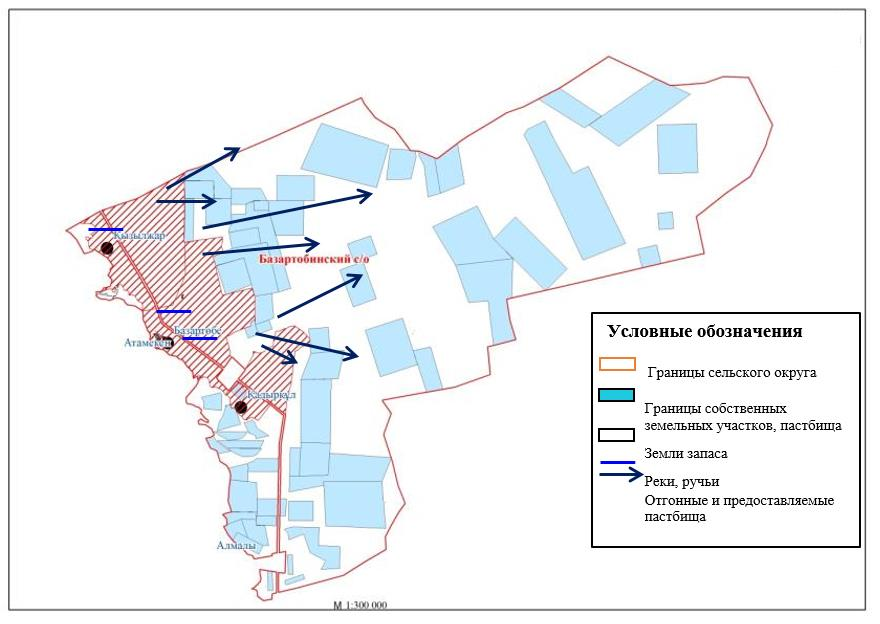 Кызылжар
Базартобинский с/о
Базартобе
Атамекен
Кадыркул
Алмалы
М 1:300 000
Условные обозначения
Границы сельского округа
Границы собственных
земельных участков, пастбища
Земли запаса
Реки, ручьи
Отгонные и предоставляемые
пастбища